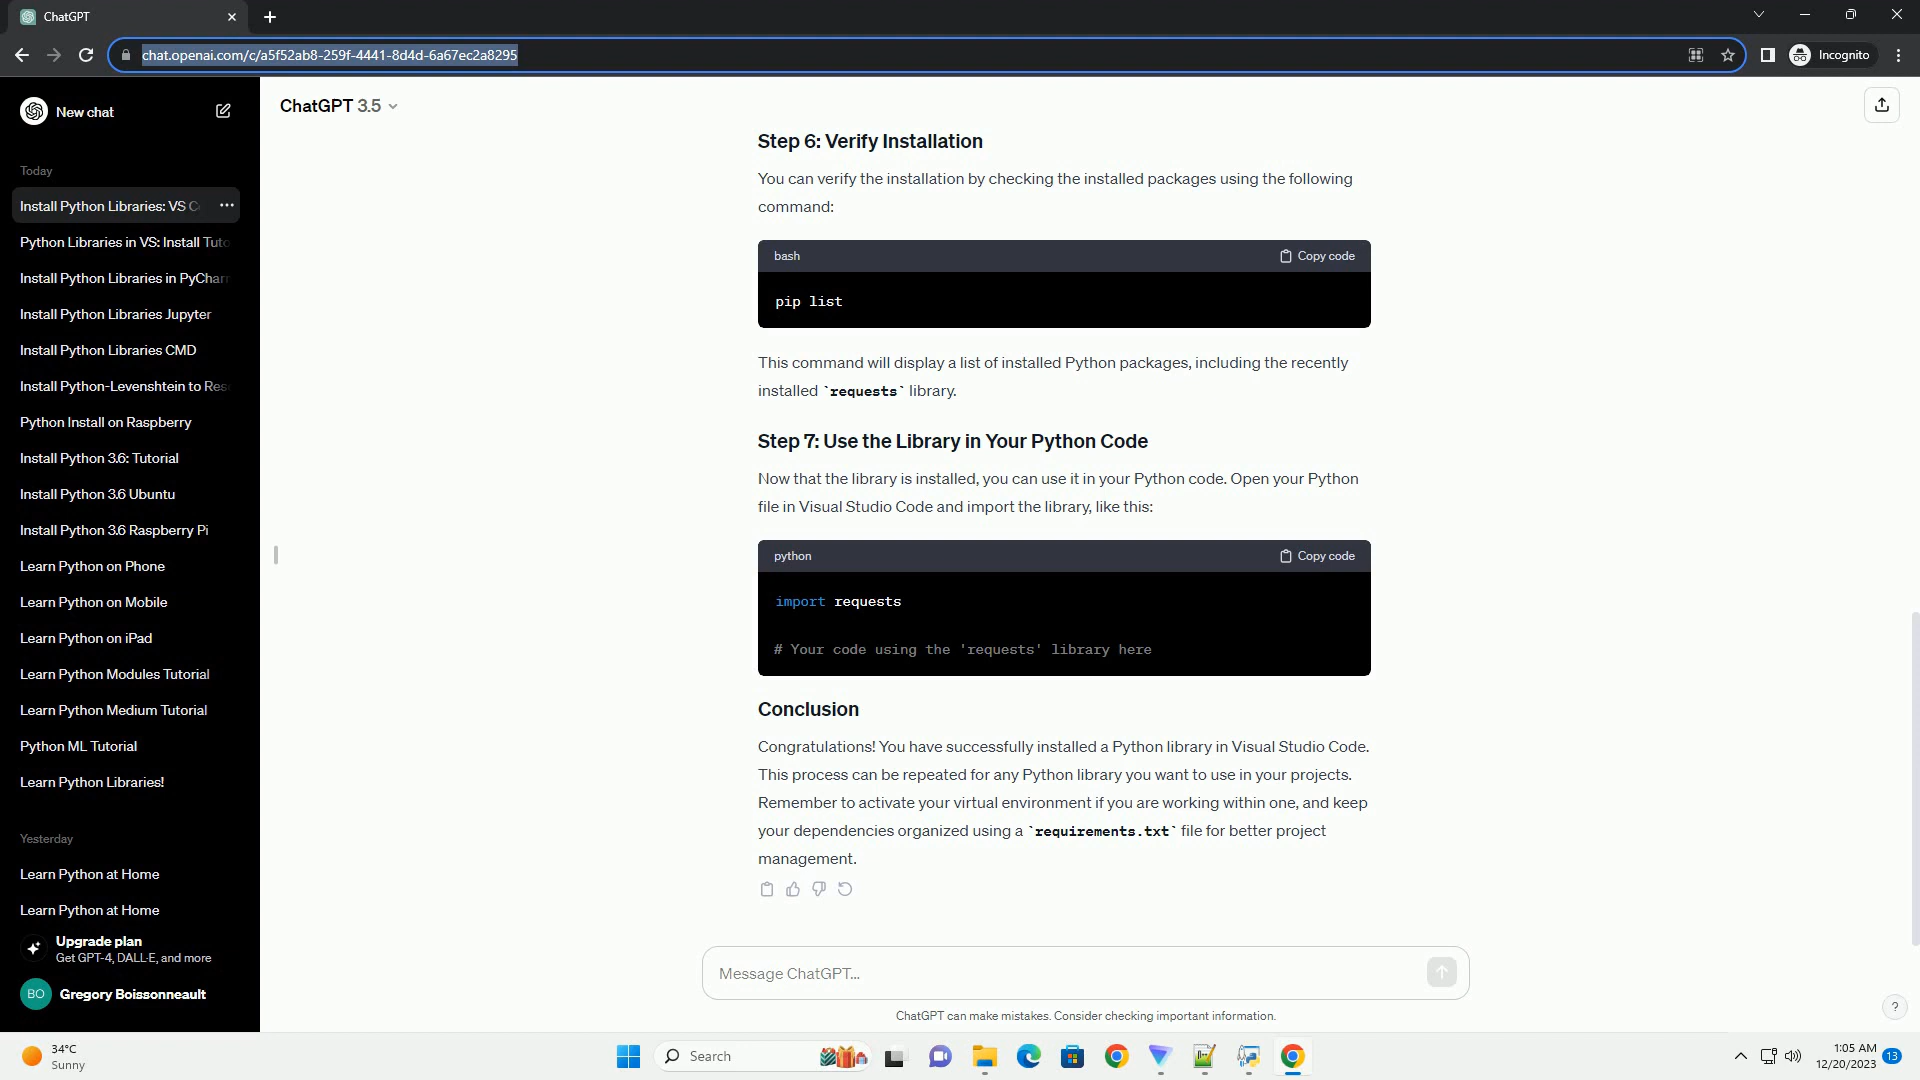 ChatGPT
chat.openai.com/c/a5f52ab8-259f-4441-8d4d-6a67ec2a8295
Incognito
New chat
ChatGPT 3.5
Today
Install Python Libraries: VS C
Python Libraries in VS: Install Tuto
Install Python Libraries in PyCharm
Install Python Libraries Jupyter
Install Python Libraries CMD
Install Python-Levenshtein to Res
Python Install on Raspberry
Install Python 3.6: Tutorial
Install Python 3.6 Ubuntu
Install Python 3.6 Raspberry Pi
Learn Python on Phone
Learn Python on Mobile
Learn Python on iPad
Learn Python Modules Tutorial
Learn Python Medium Tutorial
Python ML Tutorial
Learn Python Libraries!
Yesterday
Learn Python at Home
Learn Python at Home
Upgrade plan
Get GPT-4, DALL·E, and more
BO Gregory Boissonneault
Step 6: Verify Installation
You can verify the installation by checking the installed packages using the following
command:
bash Copy code
pip list
This command will display a list of installed Python packages, including the recently
installed `requests` library.
Step 7: Use the Library in Your Python Code
Now that the library is installed, you can use it in your Python code. Open your Python
file in Visual Studio Code and import the library, like this:
python Copy code
import requests
# Your code using the 'requests' library here
Conclusion
Congratulations! You have successfully installed a Python library in Visual Studio Code.
This process can be repeated for any Python library you want to use in your projects.
Remember to activate your virtual environment if you are working within one, and keep
your dependencies organized using a `requirements.txt` file for better project
management.
Message ChatGPT...
ChatGPT can make mistakes. Consider checking important information.
?
34°C
Sunny
Search
1:05 AM
12/20/2023
13